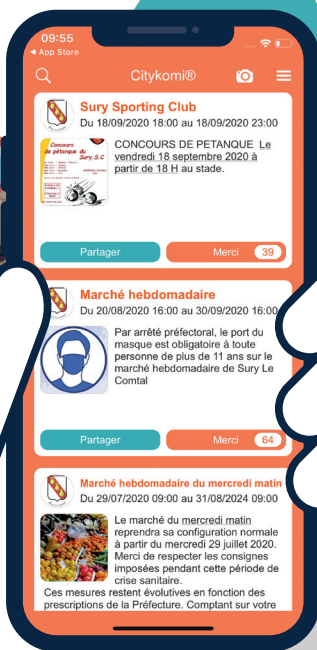 09:55
◀ App Store
Citykomi®
Sury Sporting Club
Du 18/09/2020 18:00 au 18/09/2020 23:00
Concours
de pétanque du
Sury.S.C
CONCOURS DE PETANQUE Le
vendredi 18 septembre 2020 à
partir de 18 H au stade.
Partager
Merci 39
Marché hebdomadaire
Du 20/08/2020 16:00 au 30/09/2020 16:00
Par arrêté préfectoral, le port du
masque est obligatoire à toute
personne de plus de 11 ans sur le
marché hebdomadaire de Sury Le
Comtal
Partager
Merci 64
Marché hebdomadaire du mercredi matin
Du 29/07/2020 09:00 au 31/08/2024 09:00
Le marché du mercredi matin
reprendra sa configuration normale
à partir du mercredi 29 juillet 2020.
Merci de respecter les consignes
imposées pendant cette période de
crise sanitaire.
Ces mesures restent évolutives en fonction des
prescriptions de la Préfecture. Comptant sur votre